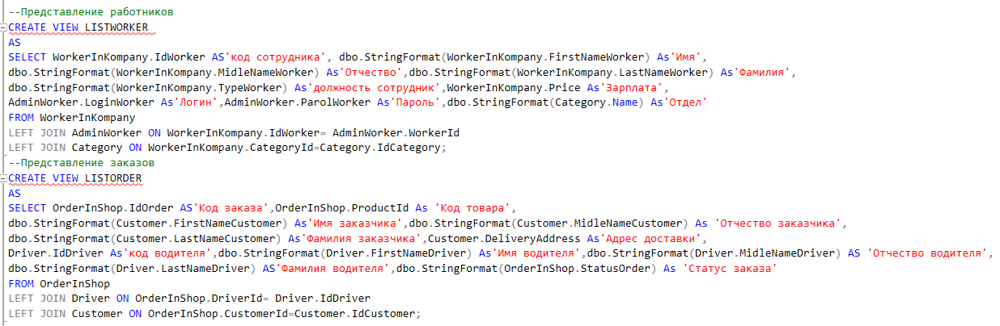 --Представление работников
CREATE VIEW LISTWORKER
AS
SELECT WorkerInKompany.IdWorker AS'код сотрудника', dbo.StringFormat(WorkerInKompany.FirstNameWorker) As'Имя',
dbo.StringFormat(WorkerInKompany.MidleNameWorker) As'Отчество',dbo.StringFormat(WorkerInKompany.LastNameWorker) As'Фамилия',
dbo.StringFormat(WorkerInKompany.TypeWorker) As'должность сотрудник',WorkerInKompany.Price As'Зарплата',
AdminWorker.LoginWorker As'Логин',AdminWorker.ParolWorker As'Пароль',dbo.StringFormat(Category.Name) As'Отдел'
FROM WorkerInKompany
LEFT JOIN AdminWorker ON WorkerInKompany.IdWorker= AdminWorker.WorkerId
LEFT JOIN Category ON WorkerInKompany.CategoryId=Category.IdCategory;
--Представление заказов
CREATE VIEW LISTORDER
AS
SELECT OrderInShop.IdOrder AS'Код заказа',OrderInShop.ProductId As 'Код товара',
dbo.StringFormat(Customer.FirstNameCustomer) As'Имя заказчика',dbo.StringFormat(Customer.MidleNameCustomer) As 'Отчество заказчика',
dbo.StringFormat(Customer.LastNameCustomer) As'Фамилия заказчика',Customer.DeliveryAddress As'Адрес доставки',
Driver.IdDriver As'код водителя',dbo.StringFormat(Driver.FirstNameDriver) As'Имя водителя',dbo.StringFormat(Driver.MidleNameDriver) AS 'Отчество водителя',
dbo.StringFormat(Driver.LastNameDriver) AS'Фамилия водителя',dbo.StringFormat(OrderInShop.StatusOrder) As 'Статус заказа'
FROM OrderInShop
LEFT JOIN Driver ON OrderInShop.DriverId= Driver.IdDriver
LEFT JOIN Customer ON OrderInShop.CustomerId=Customer.IdCustomer;